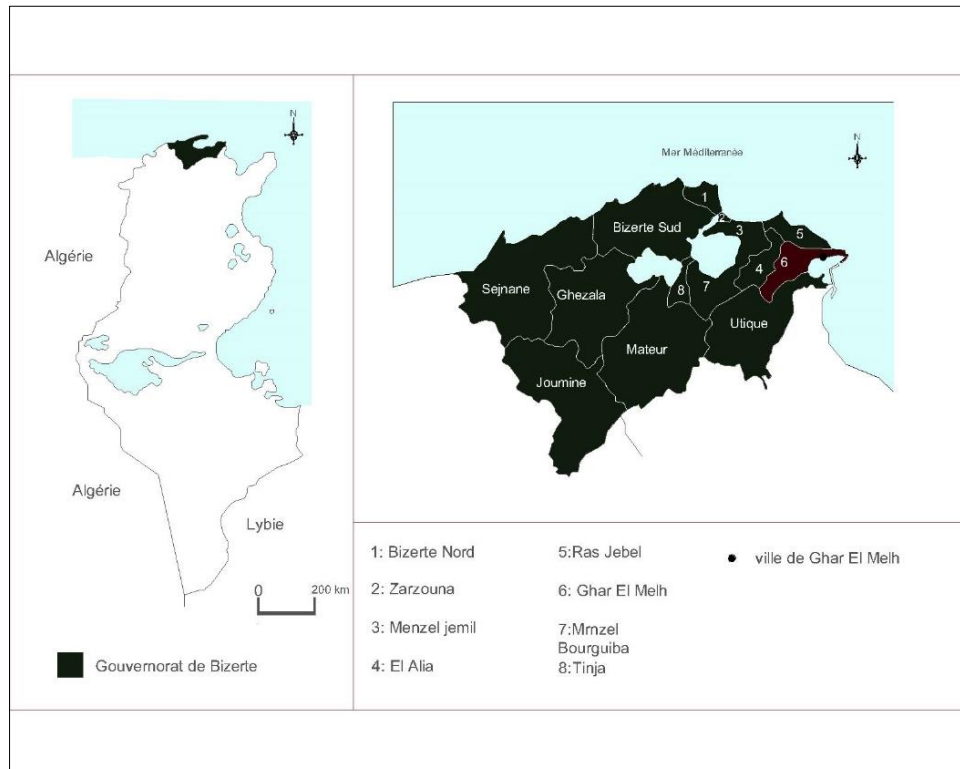 N
Algérie
Algérie
Lybie
0 200 km
Gouvernorat de Bizerte
N
Mer Méditerranée
1
2
Bizerte Sud
3
5
6
4
Sejnane
Ghezala
8
7
Utique
Mateur
Joumine
1: Bizerte Nord
2: Zarzouna
3: Menzel jemil
4: El Alia
5:Ras Jebel
6: Ghar El Melh
7:Mrnzel
Bourguiba
8:Tinja
ville de Ghar El Melh